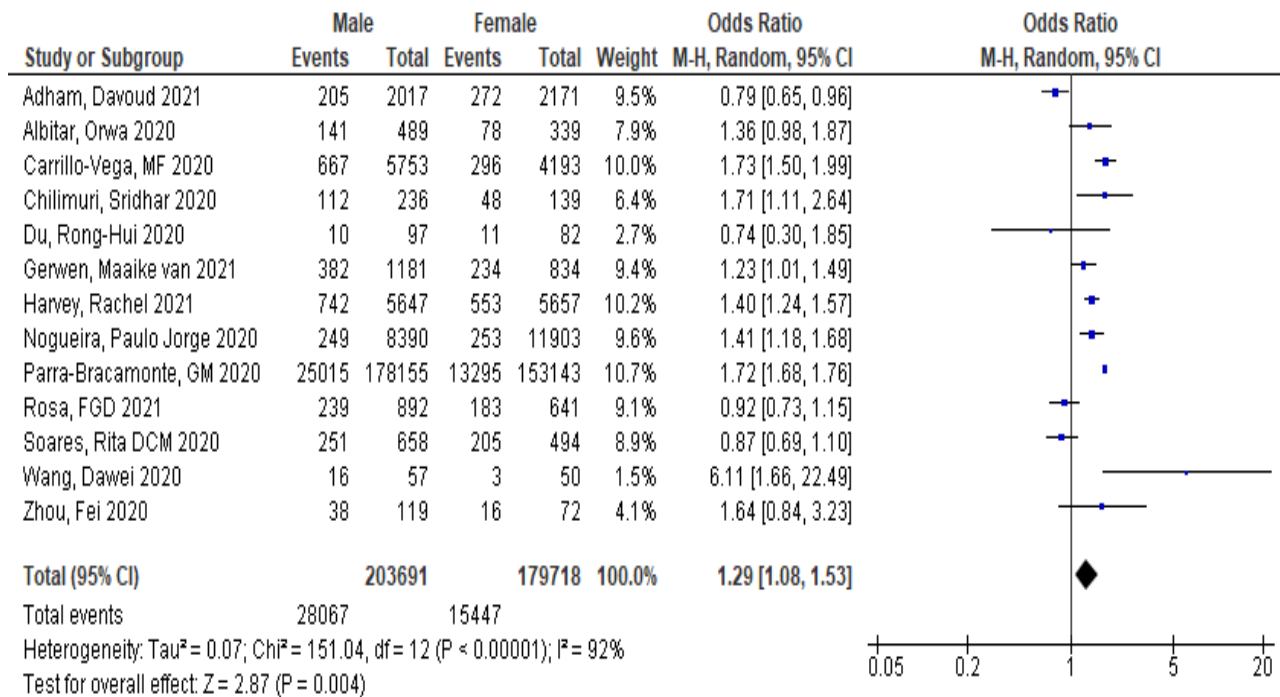 Male Female Odds Ratio Odds Ratio
Study or Subgroup Events Total Events Total Weight M-H, Random, 95% CI M-H, Random, 95% CI
Adham, Davoud 2021 205 2017 272 2171 9.5% 0.79 [0.65, 0.96]
Albitar, Orwa 2020 141 489 78 339 7.9% 1.36 [0.98, 1.87]
Carrillo-Vega, MF 2020 667 5753 296 4193 10.0% 1.73 [1.50, 1.99]
Chilimuri, Sridhar 2020 112 236 48 139 6.4% 1.71 [1.11, 2.64]
Du, Rong-Hui 2020 10 97 11 82 2.7% 0.74 [0.30, 1.85]
Gerwen, Maaike van 2021 382 1181 234 834 9.4% 1.23 [1.01, 1.49]
Harvey, Rachel 2021 742 5647 553 5657 10.2% 1.40 [1.24, 1.57]
Nogueira, Paulo Jorge 2020 249 8390 253 11903 9.6% 1.41 [1.18, 1.68]
Parra-Bracamonte, GM 2020 25015 178155 13295 153143 10.7% 1.72 [1.68, 1.76]
Rosa, FGD 2021 239 892 183 641 9.1% 0.92 [0.73, 1.15]
Soares, Rita DCM 2020 251 658 205 494 8.9% 0.87 [0.69, 1.10]
Wang, Dawei 2020 16 57 3 50 1.5% 6.11 [1.66, 22.49]
Zhou, Fei 2020 38 119 16 72 4.1% 1.64 [0.84, 3.23]
Total (95% CI) 203691 179718 100.0% 1.29 [1.08, 1.53]
Total events 28067 15447
Heterogeneity: Tau² = 0.07; Chi² = 151.04, df = 12 (P < 0.00001); I² = 92%
Test for overall effect: Z = 2.87 (P = 0.004)
0.05 0.2 1 5 20